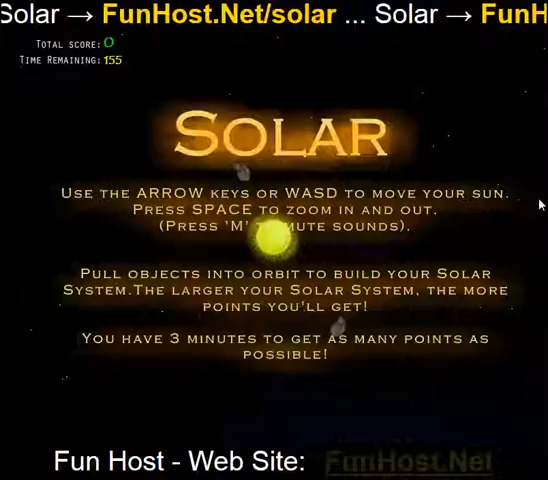 Solar → FunHost.Net/solar ... Solar → FunH
TOTAL SCORE: 0
TIME REMAINING: 155
SOLAR
USE THE ARROW KEYS OR WASD TO MOVE YOUR SUN.
PRESS SPACE TO ZOOM IN AND OUT.
(PRESS 'M' TO MUTE SOUNDS).
PULL OBJECTS INTO ORBIT TO BUILD YOUR SOLAR
SYSTEM.THE LARGER YOUR SOLAR SYSTEM, THE MORE
POINTS YOU'LL GET!
YOU HAVE 3 MINUTES TO GET AS MANY POINTS AS
POSSIBLE!
Fun Host - Web Site: FunHost.Net